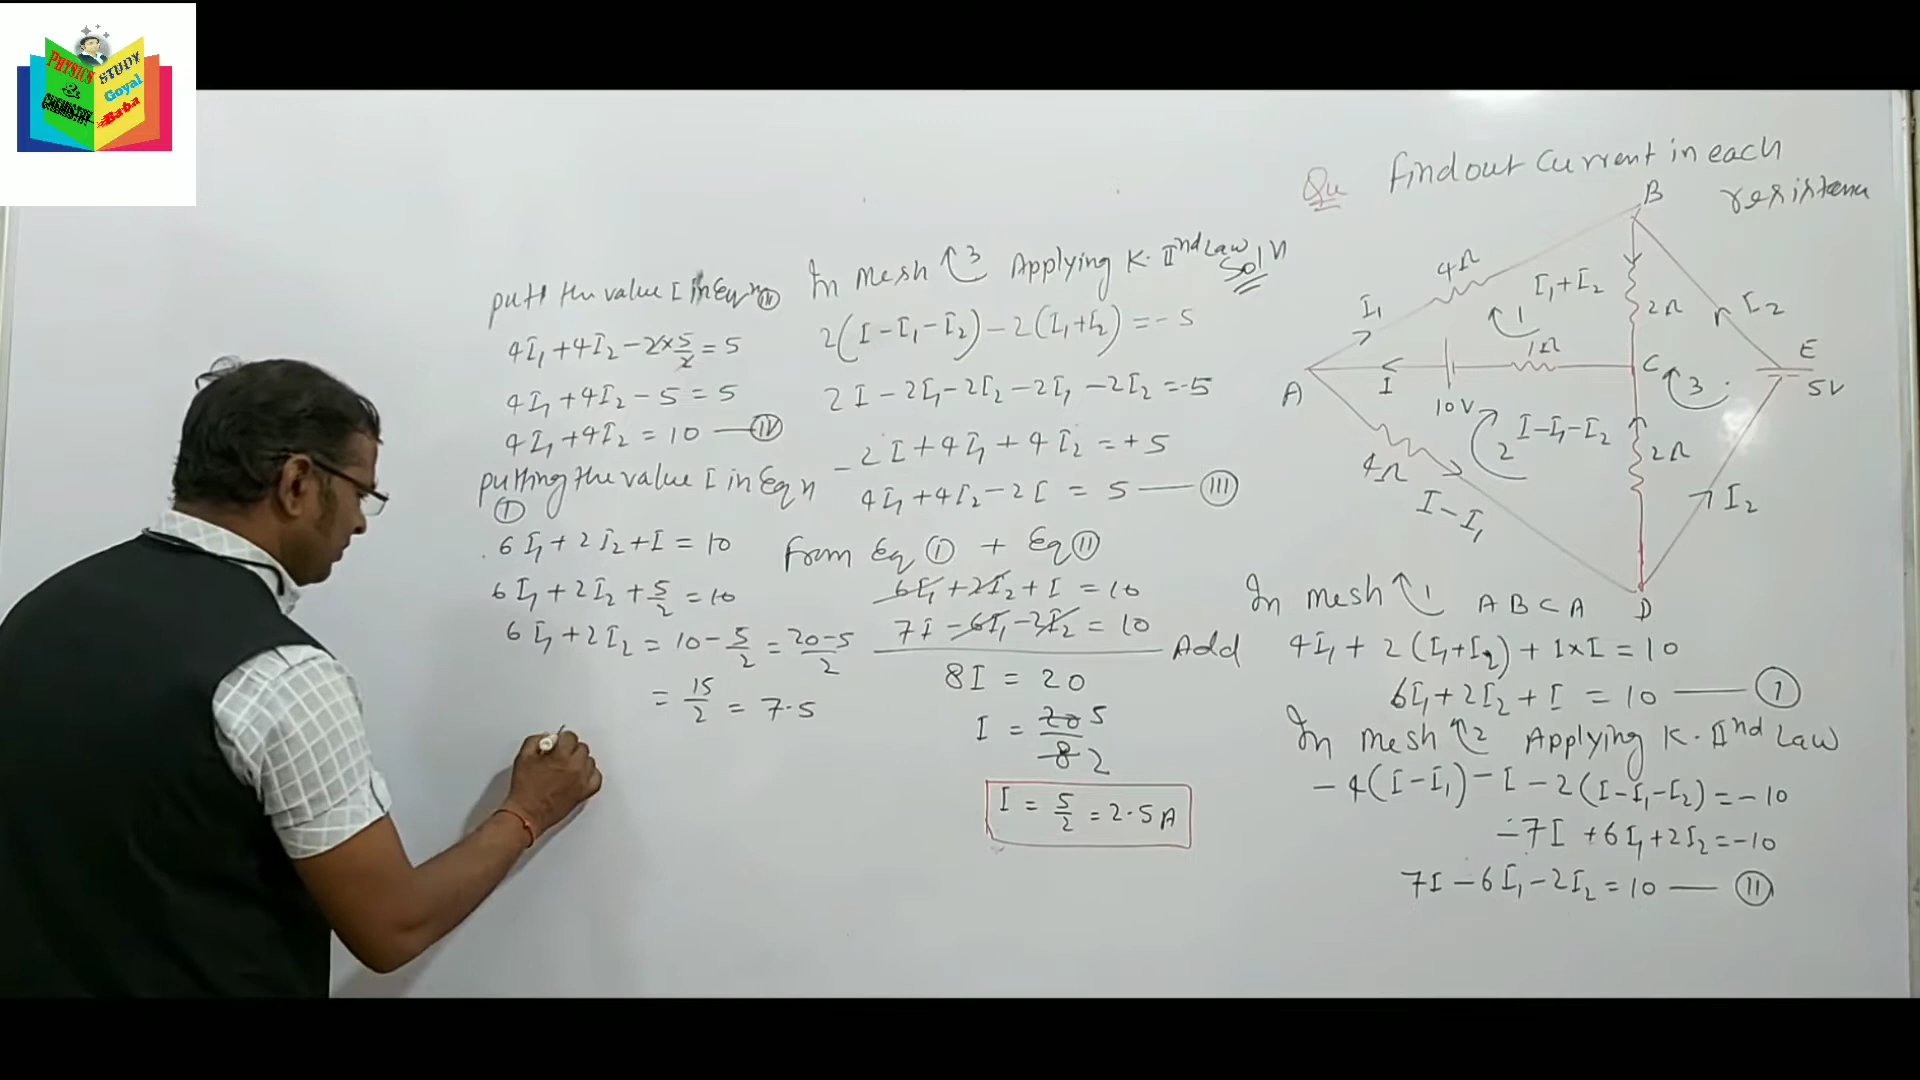 PHYSICS STUDY
& Goyal
CHEMISTRY Baba
Qu Find out Current in each
resistance
B
4Ω
I₁
I₁+I₂
1
2Ω
I₂
1Ω
A
I
10V
C
3
E
5V
2
I-I₁-I₂
2Ω
4Ω
I-I₁
I₂
D
Solⁿ
In mesh 1 A B C A
4I₁ + 2(I₁+I₂) + 1×I = 10
6I₁+2I₂+I = 10 — (I)
In mesh 2 Applying K. IInd Law
-4(I-I₁)-I-2(I-I₁-I₂)=-10
-7I+6I₁+2I₂=-10
7I-6I₁-2I₂=10 — (II)
In mesh 3 Applying K. IInd Law
2(I-I₁-I₂)-2(I₁+I₂)=-5
2I-2I₁-2I₂-2I₁-2I₂=-5
-2I+4I₁+4I₂=+5
4I₁+4I₂-2I = 5 — (III)
From Eq (I) + Eq (II)
6I₁+2I₂+I = 10
7I-6I₁-2I₂ = 10
Add
8I = 20
I = 20 5
8 2
I = 5/2 = 2.5 A
putt the value I in Eqn
4I₁+4I₂-2×5/2=5
4I₁+4I₂-5=5
4I₁+4I₂=10 — (IV)
putting the value I in Eqn
(I)
6I₁+2I₂+I=10
6I₁+2I₂+5/2=10
6I₁+2I₂=10-5/2=20-5/2
=15/2=7.5